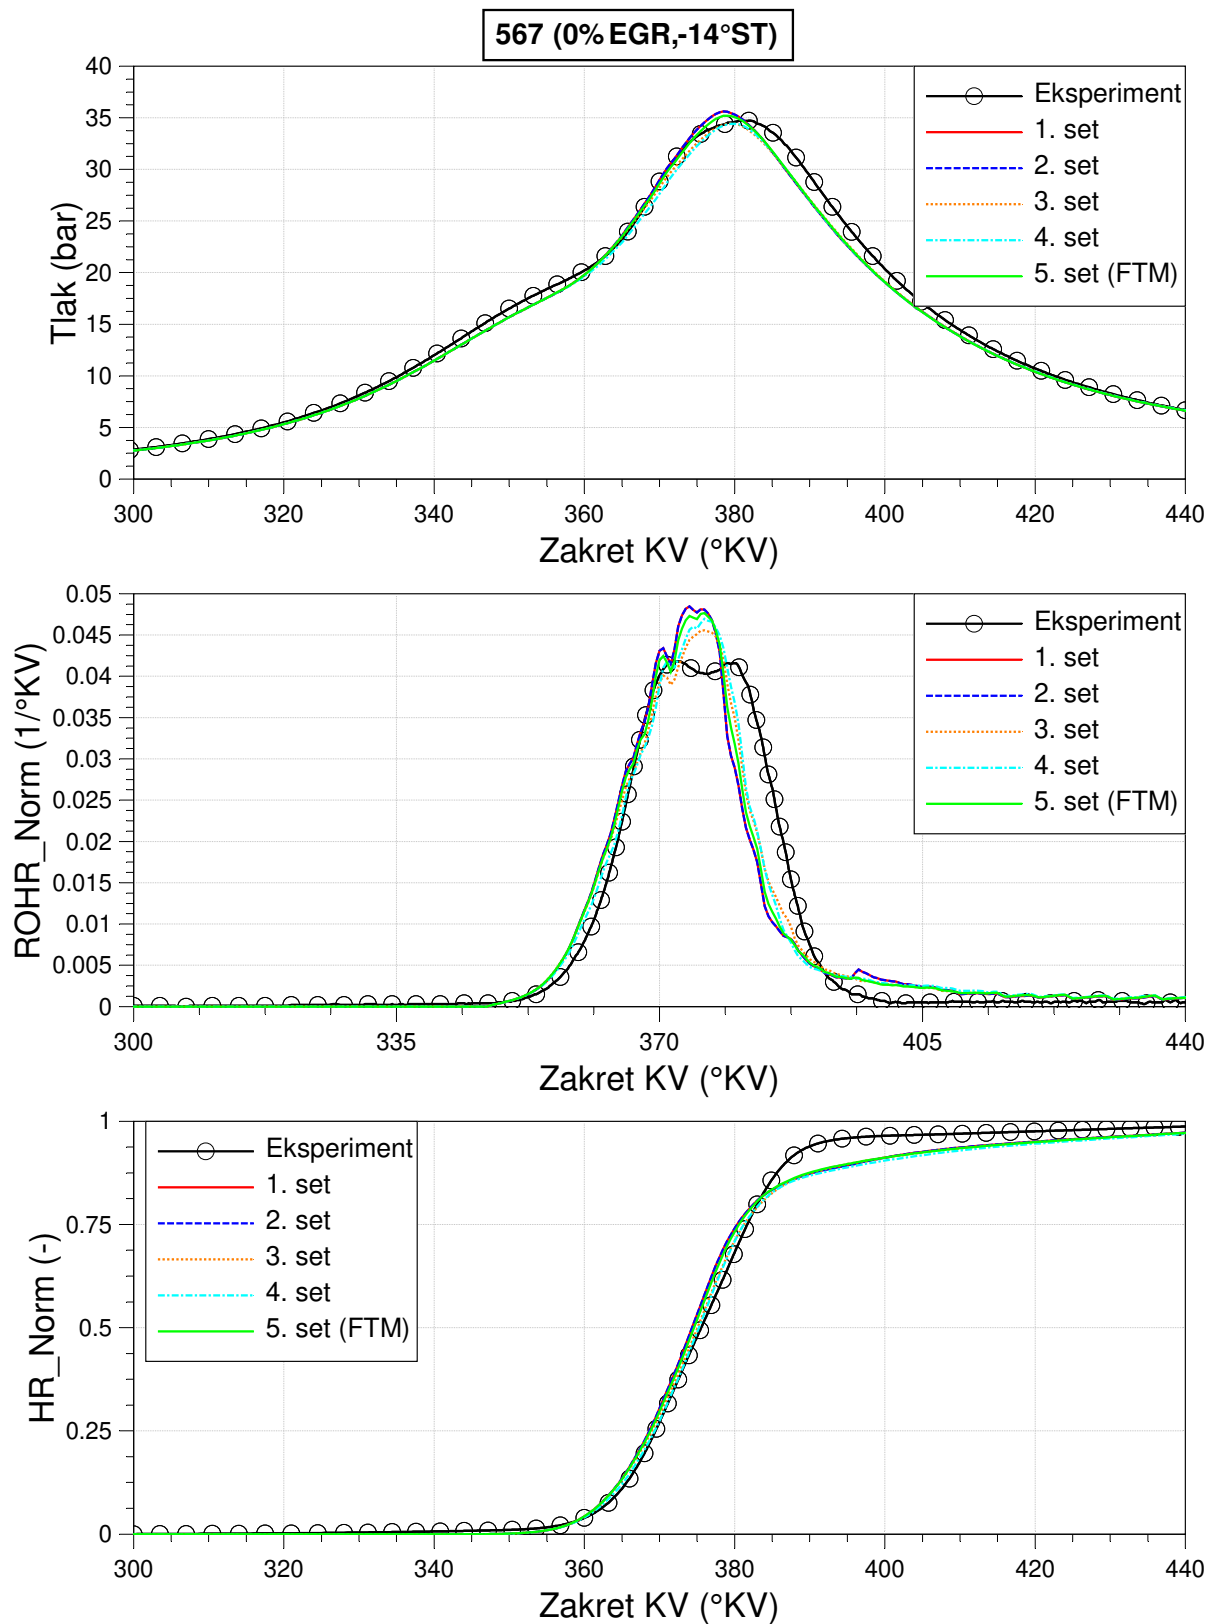 567 (0% EGR,-14°ST)
40
35
30
25
20
15
10
5
0
Tlak (bar)
Eksperiment
1. set
2. set
3. set
4. set
5. set (FTM)
300
320
340
360
380
400
420
440
Zakret KV (°KV)
0.05
0.045
0.04
0.035
0.03
0.025
0.02
0.015
0.01
0.005
0
ROHR_Norm (1/°KV)
Eksperiment
1. set
2. set
3. set
4. set
5. set (FTM)
300
335
370
405
440
Zakret KV (°KV)
1
0.75
0.5
0.25
0
HR_Norm (-)
Eksperiment
1. set
2. set
3. set
4. set
5. set (FTM)
300
320
340
360
380
400
420
440
Zakret KV (°KV)